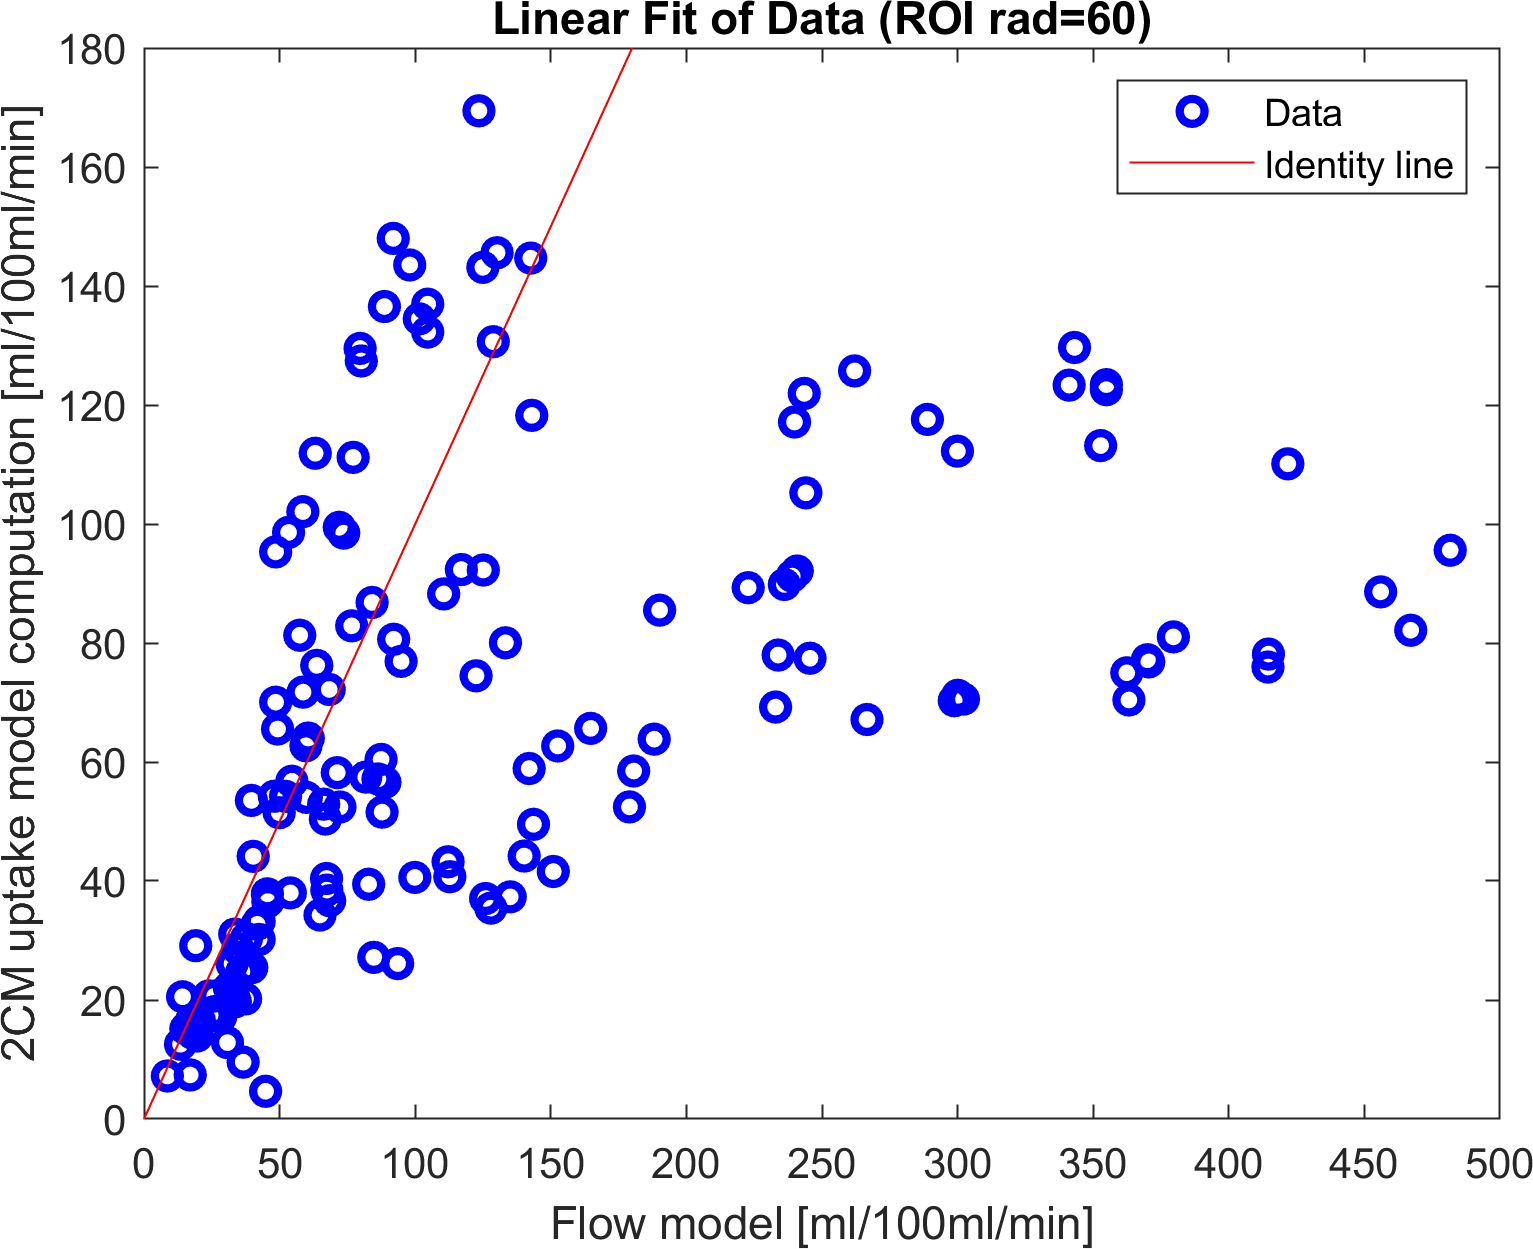 Linear Fit of Data (ROI rad=60)
180
160
140
120
100
80
60
40
20
0
2CM uptake model computation [ml/100ml/min]
Data
Identity line
0 50 100 150 200 250 300 350 400 450 500
Flow model [ml/100ml/min]